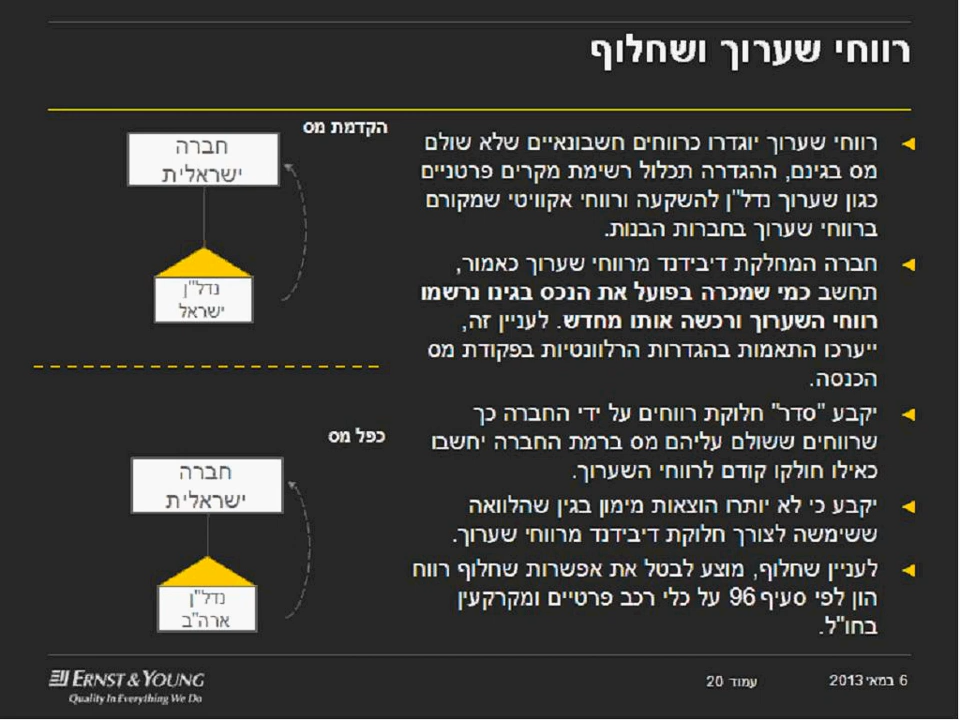 רווחי שערוך ושחלוף
רווחי שערוך יוגדרו כרווחים חשבונאיים שלא שולם
מס בגינם, ההגדרה תכלול רשימת מקרים פרטניים
כגון שערוך נדל"ן להשקעה ורווחי אקוויטי שמקורם
ברווחי שערוך בחברות הבנות.
חברה המחלקת דיבידנד מרווחי שערוך כאמור,
תחשב כמי שמכרה בפועל את הנכס בגינו נרשמו
רווחי השערוך ורכשה אותו מחדש. לעניין זה,
ייערכו התאמות בהגדרות הרלוונטיות בפקודת מס
הכנסה.
יקבע "סדר" חלוקת רווחים על ידי החברה כך
שרווחים ששולם עליהם מס ברמת החברה יחשבו
כאילו חולקו קודם לרווחי השערוך.
יקבע כי לא יותרו הוצאות מימון בגין שהלוואה
ששימשה לצורך חלוקת דיבידנד מרווחי שערוך.
לעניין שחלוף, מוצע לבטל את אפשרות שחלוף רווח
הון לפי סעיף 96 על כלי רכב פרטיים ומקרקעין
בחו"ל.
הקדמת מס
חברה
ישראלית
נדל"ן
ישראל
כפל מס
חברה
ישראלית
נדל"ן
ארה"ב
6 במאי 2013
עמוד 20
ERNST & YOUNG
Quality In Everything We Do